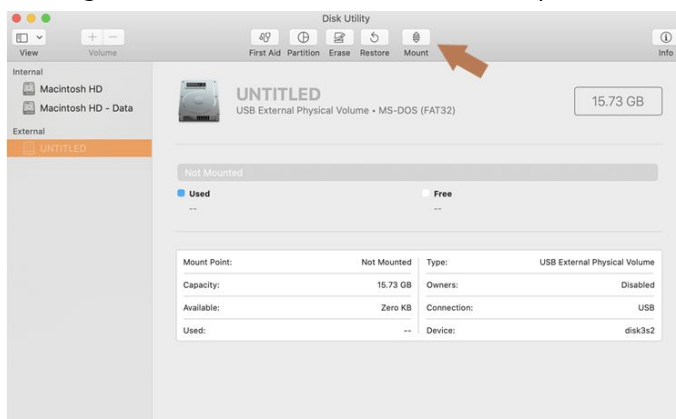 Disk Utility
View
Volume
First Aid Partition Erase Restore Mount
Info
Internal
Macintosh HD
Macintosh HD - Data
External
UNTITLED
UNTITLED
USB External Physical Volume • MS-DOS (FAT32)
15.73 GB
Not Mounted
Used
--
Free
--
Mount Point: Not Mounted
Capacity: 15.73 GB
Available: Zero KB
Used: --
Type: USB External Physical Volume
Owners: Disabled
Connection: USB
Device: disk3s2